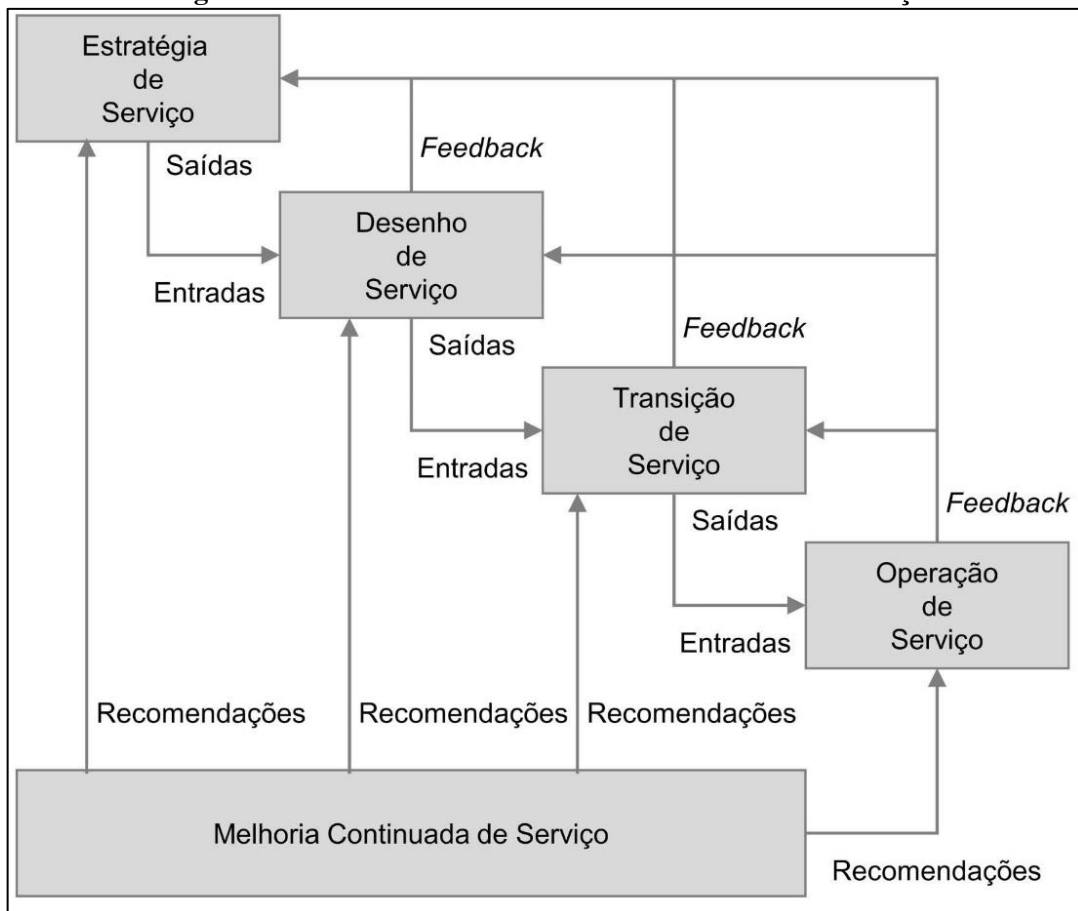 Estratégia
de
Serviço
Feedback
Saídas
Desenho
de
Serviço
Entradas
Feedback
Saídas
Transição
de
Serviço
Entradas
Feedback
Saídas
Operação
de
Serviço
Entradas
Recomendações
Recomendações
Recomendações
Melhoria Continuada de Serviço
Recomendações